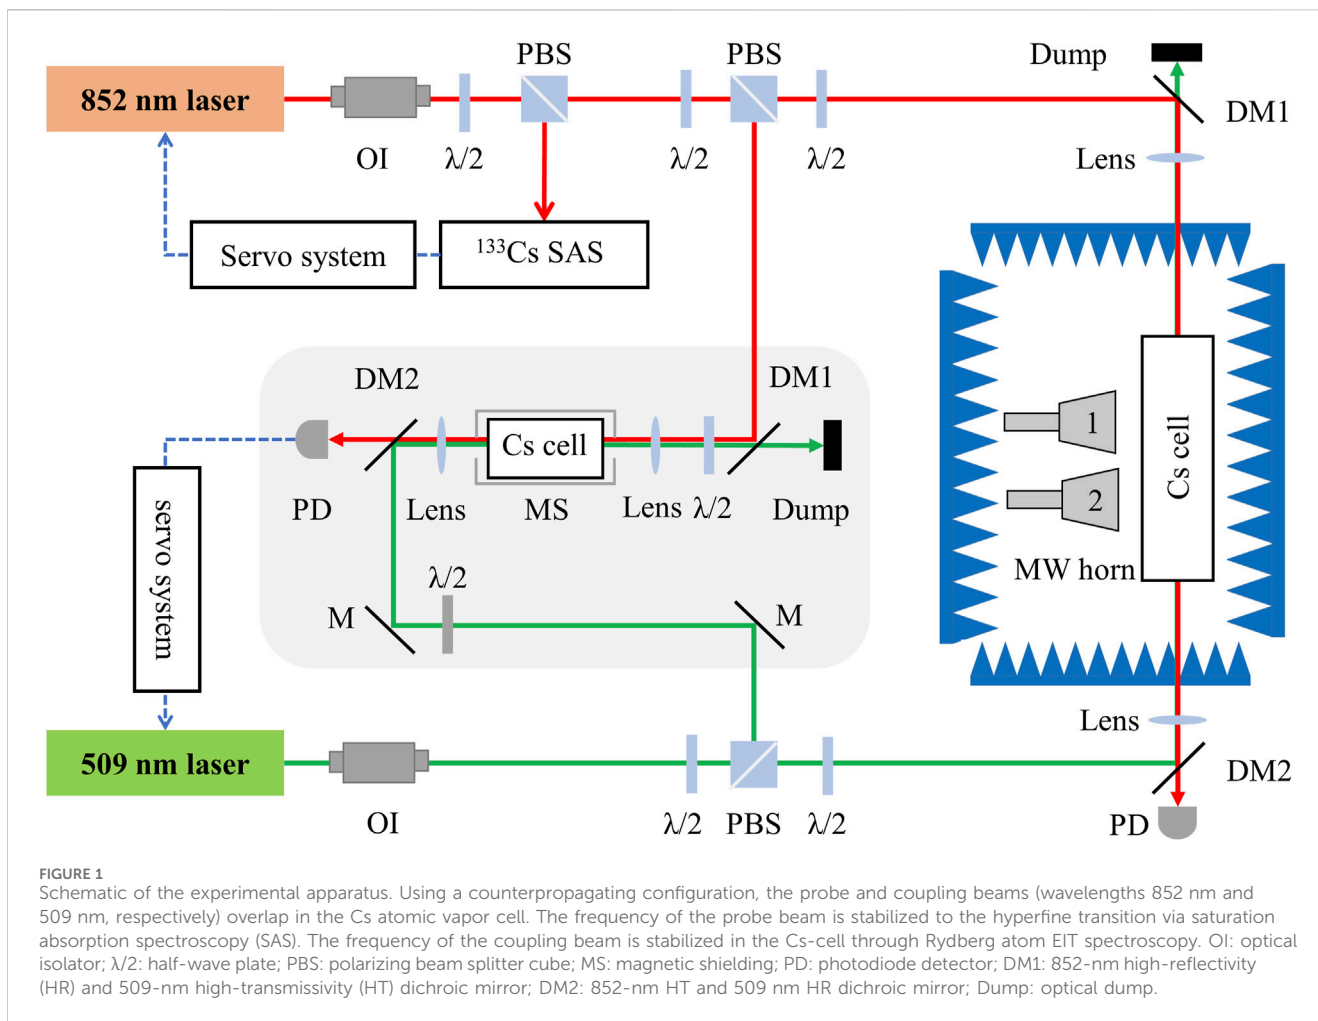 PBS
PBS
Dump
852 nm laser
DM1
OI
λ/2
λ/2
λ/2
Lens
Servo system
¹³³Cs SAS
DM2
DM1
1
Cs cell
Cs cell
2
PD
Lens
MS
Lens
λ/2
Dump
servo system
MW horn
λ/2
M
M
Lens
509 nm laser
DM2
OI
λ/2
PBS
λ/2
PD
FIGURE 1
Schematic of the experimental apparatus. Using a counterpropagating configuration, the probe and coupling beams (wavelengths 852 nm and
509 nm, respectively) overlap in the Cs atomic vapor cell. The frequency of the probe beam is stabilized to the hyperfine transition via saturation
absorption spectroscopy (SAS). The frequency of the coupling beam is stabilized in the Cs-cell through Rydberg atom EIT spectroscopy. OI: optical
isolator; λ/2: half-wave plate; PBS: polarizing beam splitter cube; MS: magnetic shielding; PD: photodiode detector; DM1: 852-nm high-reflectivity
(HR) and 509-nm high-transmissivity (HT) dichroic mirror; DM2: 852-nm HT and 509 nm HR dichroic mirror; Dump: optical dump.